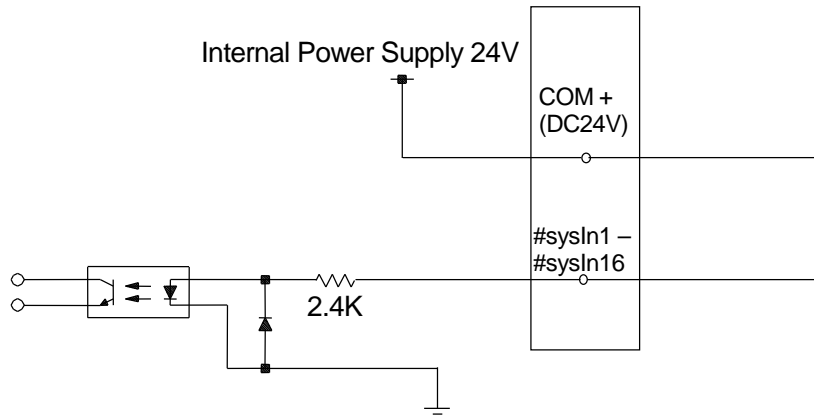 Internal Power Supply 24V
COM +
(DC24V)
#sysIn1 –
#sysIn16
2.4K